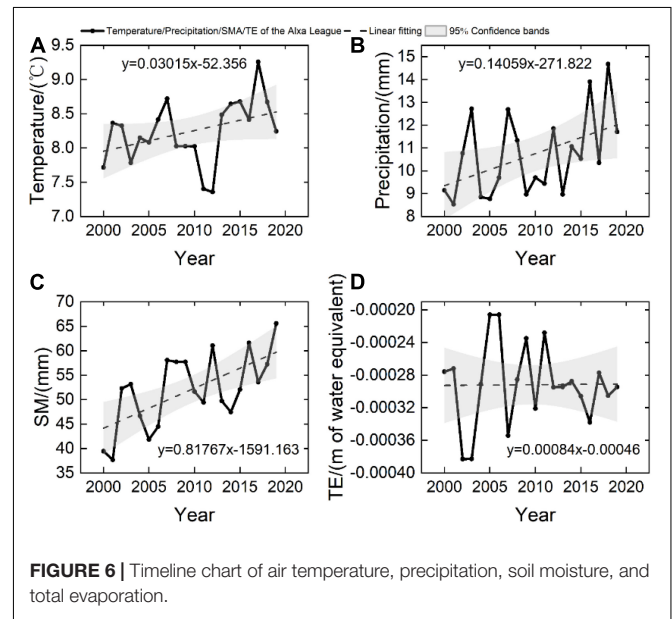 Temperature/Precipitation/SMA/TE of the Alxa League Linear fitting 95% Confidence bands
A
9.5
9.0
8.5
8.0
7.5
7.0
Temperature/(℃)
y=0.03015x-52.356
2000 2005 2010 2015 2020
Year
B
15
14
13
12
11
10
9
8
Precipitation/(mm)
y=0.14059x-271.822
2000 2005 2010 2015 2020
Year
C
70
65
60
55
50
45
40
35
SM/(mm)
y=0.81767x-1591.163
2000 2005 2010 2015 2020
Year
D
-0.00020
-0.00024
-0.00028
-0.00032
-0.00036
-0.00040
TE/(m of water equivalent)
y=0.00084x-0.00046
2000 2005 2010 2015 2020
Year
FIGURE 6 | Timeline chart of air temperature, precipitation, soil moisture, and
total evaporation.